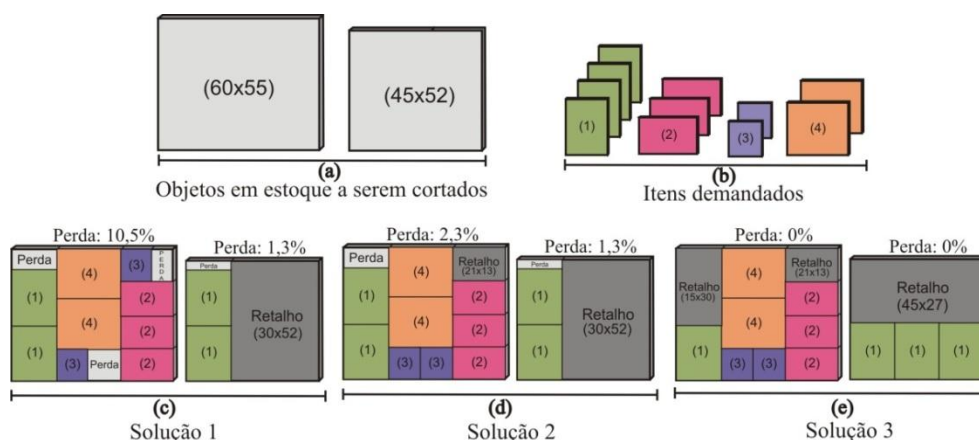 (60x55)
(45x52)
(a)
Objetos em estoque a serem cortados
(1)
(2)
(3)
(4)
(b)
Itens demandados
Perda: 10,5%
Perda
(4)
(3)
PERDA
(1)
(2)
(4)
(2)
(1)
(3)
Perda
(2)
Perda: 1,3%
Perda
(1)
Retalho
(30x52)
(1)
(c)
Solução 1
Perda: 2,3%
Perda
(4)
Retalho
(21x13)
(1)
(2)
(4)
(2)
(1)
(3)
(3)
(2)
Perda: 1,3%
Perda
(1)
Retalho
(30x52)
(1)
(d)
Solução 2
Perda: 0%
Retalho
(15x30)
(4)
Retalho
(21x13)
(2)
(4)
(2)
(1)
(3)
(3)
(2)
Perda: 0%
Retalho
(45x27)
(1)
(1)
(1)
(e)
Solução 3